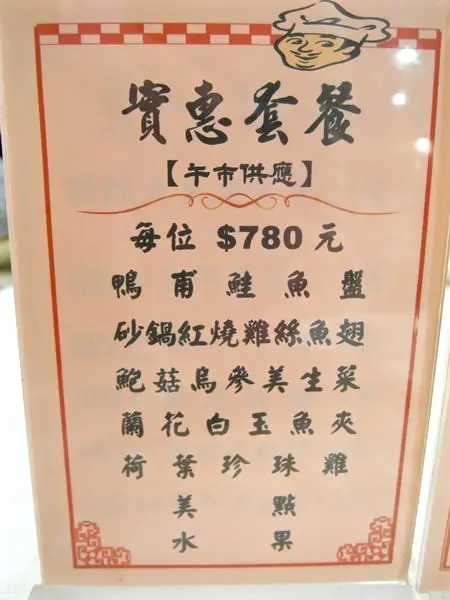 實惠套餐
【午市供應】
每位 $780 元
鴨甫鮭魚盤
砂鍋紅燒雞絲魚翅
鮑菇烏參美生菜
蘭花白玉魚夾
荷葉珍珠雞
美點
水果